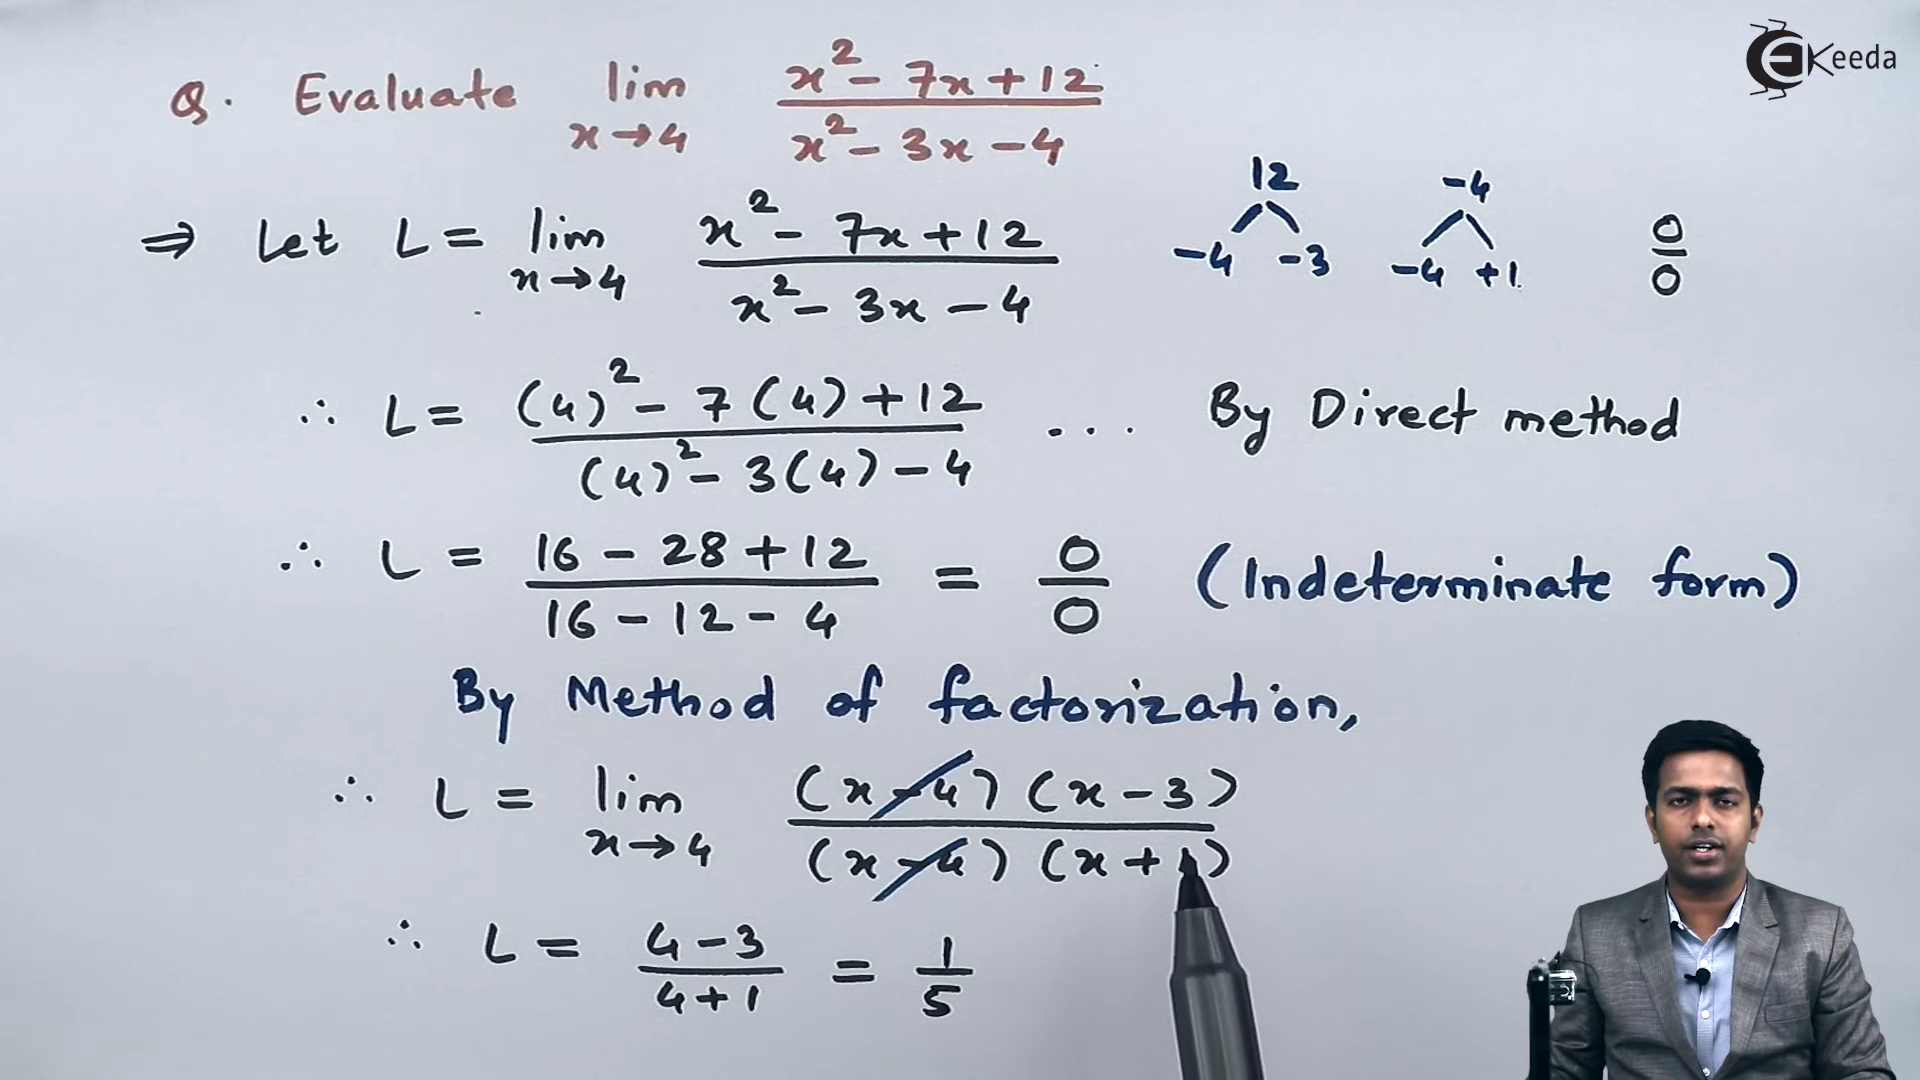 Keeda
Q. Evaluate lim x→4 (x² - 7x + 12)/(x² - 3x - 4)
⇒ Let L = lim x→4 (x² - 7x + 12)/(x² - 3x - 4)
12
-4 -3
-4
-4 +1
0/0
∴ L = ((4)² - 7(4) + 12)/((4)² - 3(4) - 4) ... By Direct method
∴ L = (16 - 28 + 12)/(16 - 12 - 4) = 0/0 (Indeterminate form)
By Method of factorization,
∴ L = lim x→4 ((x-4)(x-3))/((x-4)(x+1))
∴ L = (4-3)/(4+1) = 1/5